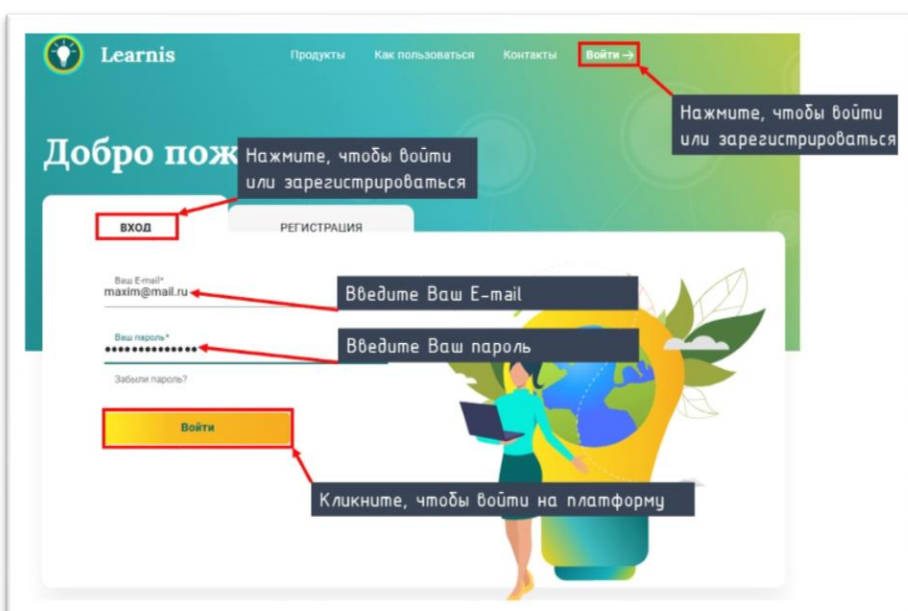 Learnis
Продукты
Как пользоваться
Контакты
Войти →
Нажмите, чтобы войти
или зарегистрироваться
Добро пож
Нажмите, чтобы войти
или зарегистрироваться
ВХОД
РЕГИСТРАЦИЯ
Ваш E-mail*
maxim@mail.ru
Введите Ваш E-mail
Ваш пароль*
Введите Ваш пароль
Забыли пароль?
Войти
Кликните, чтобы войти на платформу